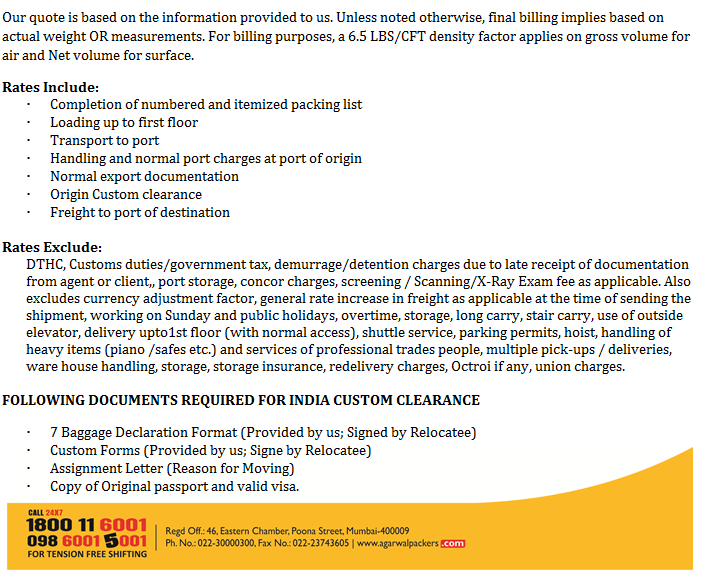 Our quote is based on the information provided to us. Unless noted otherwise, final billing implies based on
actual weight OR measurements. For billing purposes, a 6.5 LBS/CFT density factor applies on gross volume for
air and Net volume for surface.
Rates Include:
· Completion of numbered and itemized packing list
· Loading up to first floor
· Transport to port
· Handling and normal port charges at port of origin
· Normal export documentation
· Origin Custom clearance
· Freight to port of destination
Rates Exclude:
DTHC, Customs duties/government tax, demurrage/detention charges due to late receipt of documentation
from agent or client,, port storage, concor charges, screening / Scanning/X-Ray Exam fee as applicable. Also
excludes currency adjustment factor, general rate increase in freight as applicable at the time of sending the
shipment, working on Sunday and public holidays, overtime, storage, long carry, stair carry, use of outside
elevator, delivery upto1st floor (with normal access), shuttle service, parking permits, hoist, handling of
heavy items (piano /safes etc.) and services of professional trades people, multiple pick-ups / deliveries,
ware house handling, storage, storage insurance, redelivery charges, Octroi if any, union charges.
FOLLOWING DOCUMENTS REQUIRED FOR INDIA CUSTOM CLEARANCE
· 7 Baggage Declaration Format (Provided by us; Signed by Relocatee)
· Custom Forms (Provided by us; Signe by Relocatee)
· Assignment Letter (Reason for Moving)
· Copy of Original passport and valid visa.
CALL 24X7
1800 11 6001
098 6001 5001
FOR TENSION FREE SHIFTING
Regd Off.: 46, Eastern Chamber, Poona Street, Mumbai-400009
Ph. No.: 022-30000300, Fax No.: 022-23743605 | www.agarwalpackers.com